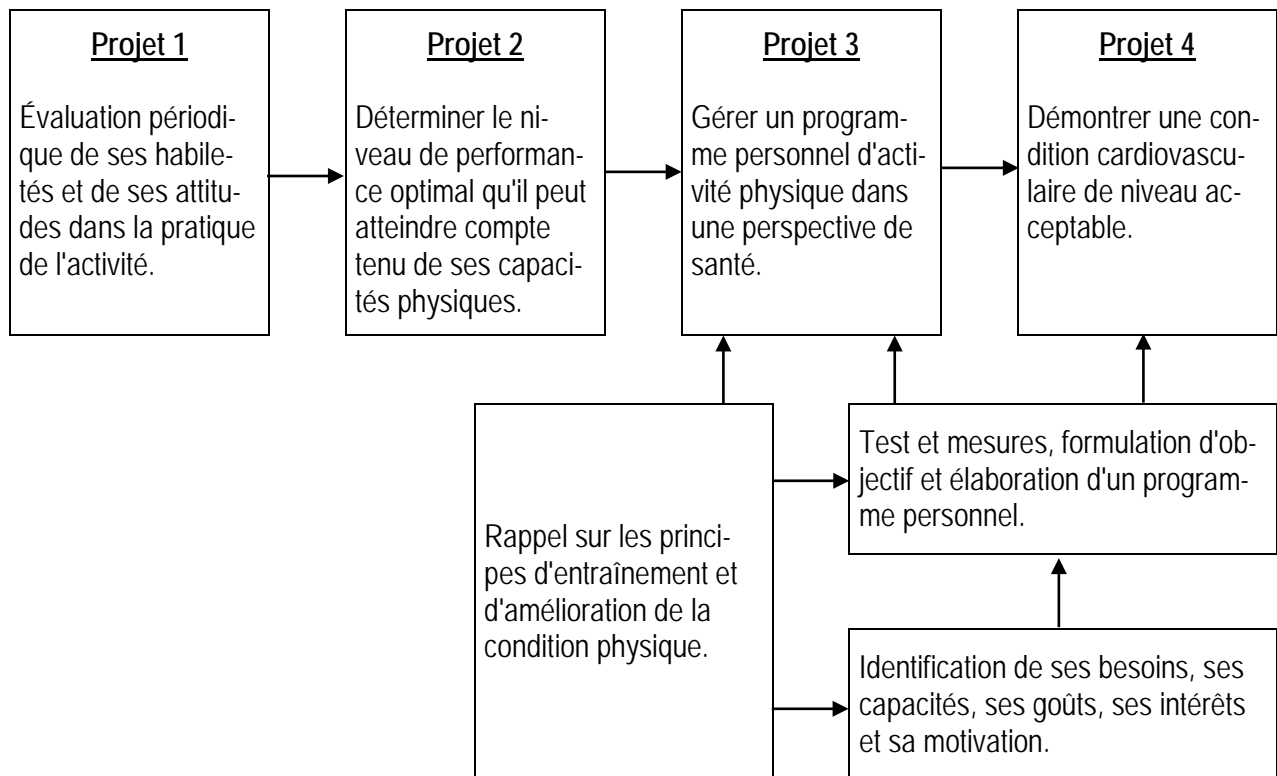 Projet 1
Évaluation périodi-
que de ses habile-
tés et de ses attitu-
des dans la pratique
de l'activité.
Projet 2
Déterminer le ni-
veau de performan-
ce optimal qu'il peut
atteindre compte
tenu de ses capaci-
tés physiques.
Projet 3
Gérer un program-
me personnel d'acti-
vité physique dans
une perspective de
santé.
Projet 4
Démontrer une con-
dition cardiovascu-
laire de niveau ac-
ceptable.
Rappel sur les princi-
pes d'entraînement et
d'amélioration de la
condition physique.
Test et mesures, formulation d'ob-
jectif et élaboration d'un program-
me personnel.
Identification de ses besoins, ses
capacités, ses goûts, ses intérêts
et sa motivation.